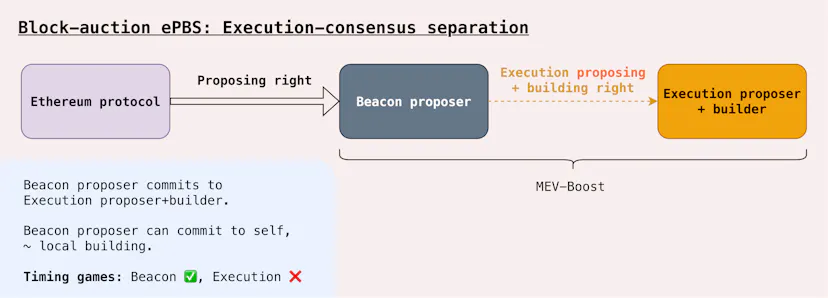 Block-auction ePBS: Execution-consensus separation
Ethereum protocol
Proposing right
Beacon proposer
Execution proposing
+ building right
Execution proposer
+ builder
MEV-Boost
Beacon proposer commits to
Execution proposer+builder.
Beacon proposer can commit to self,
~ local building.
Timing games: Beacon ✅, Execution ❌